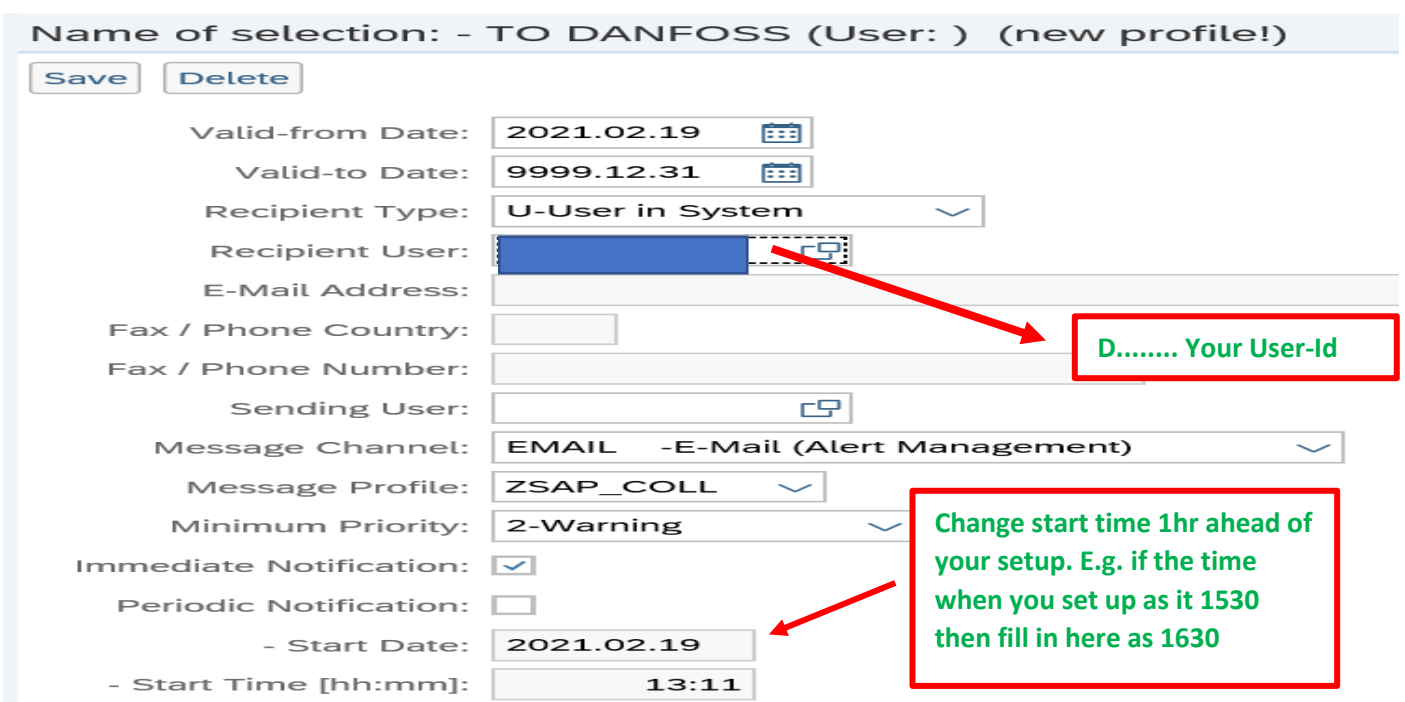 Name of selection: - TO DANFOSS (User: ) (new profile!)
Save Delete
Valid-from Date: 2021.02.19
Valid-to Date: 9999.12.31
Recipient Type: U-User in System
Recipient User:
E-Mail Address:
Fax / Phone Country:
D........ Your User-Id
Fax / Phone Number:
Sending User:
Message Channel: EMAIL -E-Mail (Alert Management)
Message Profile: ZSAP_COLL
Minimum Priority: 2-Warning
Immediate Notification:
Periodic Notification:
- Start Date: 2021.02.19
- Start Time [hh:mm]: 13:11
Change start time 1hr ahead of
your setup. E.g. if the time
when you set up as it 1530
then fill in here as 1630